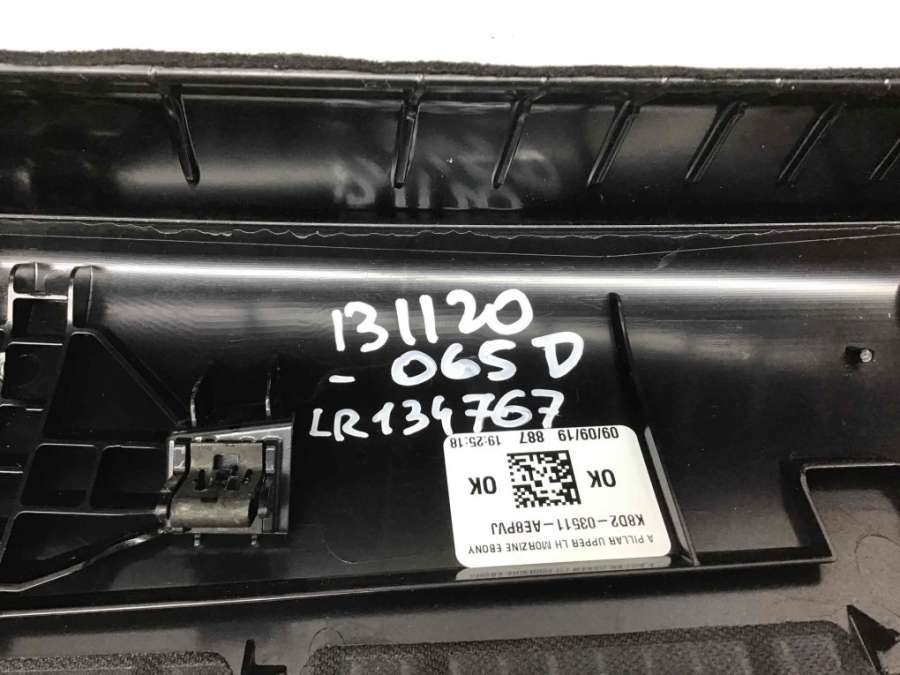 131120
- 065D
LR134767
A PILLAR UPPER LH MORZINE EBONY
K8D2-03511-AE8PVJ
OK OK
09/09/19 887 19:25:18